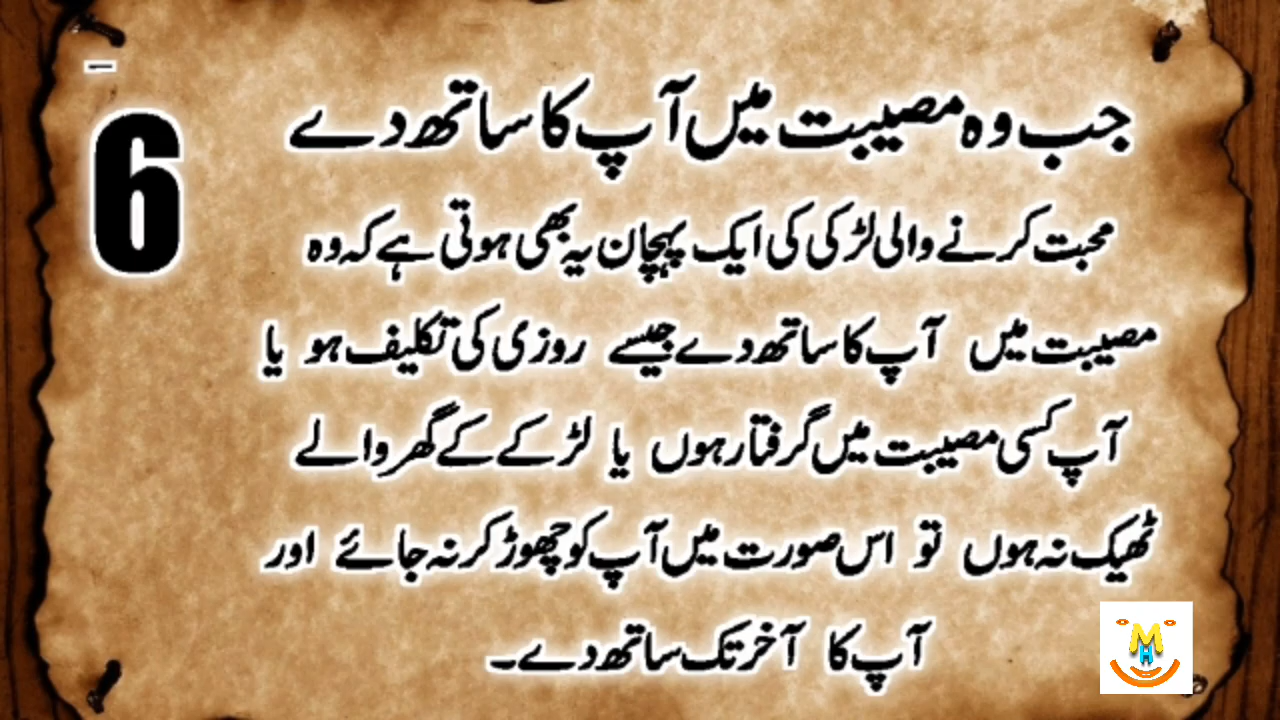 6
جب وہ مصیبت میں آپ کا ساتھ دے
محبت کرنے والی لڑکی کی ایک پہچان یہ بھی ہوتی ہے کہ وہ
مصیبت میں آپ کا ساتھ دے جیسے روزی کی تکلیف ہو یا
آپ کسی مصیبت میں گرفتار ہوں یا لڑکے کے گھر والے
ٹھیک نہ ہوں تو اس صورت میں آپ کو چھوڑ کر نہ جائے اور
آپ کا آخر تک ساتھ دے۔
MH